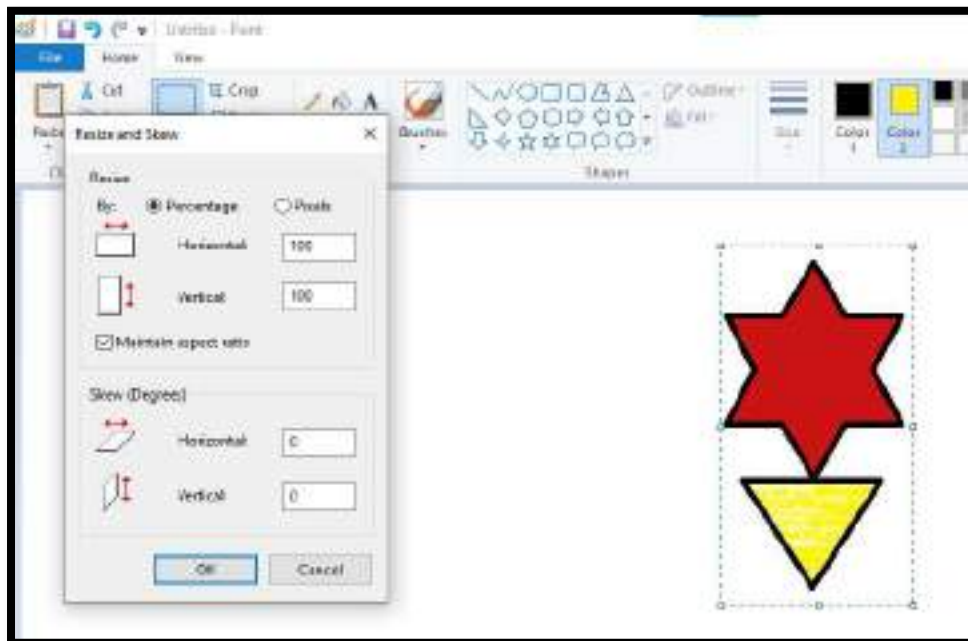 Untitled - Paint
File Home View
Cut
Crop
A
Paste
Brushes
Outline
Fill
Size
Color 1
Color 2
Shapes
Resize and Skew
Resize
By: Percentage Pixels
Horizontal: 100
Vertical: 100
Maintain aspect ratio
Skew (Degrees)
Horizontal: 0
Vertical: 0
OK Cancel